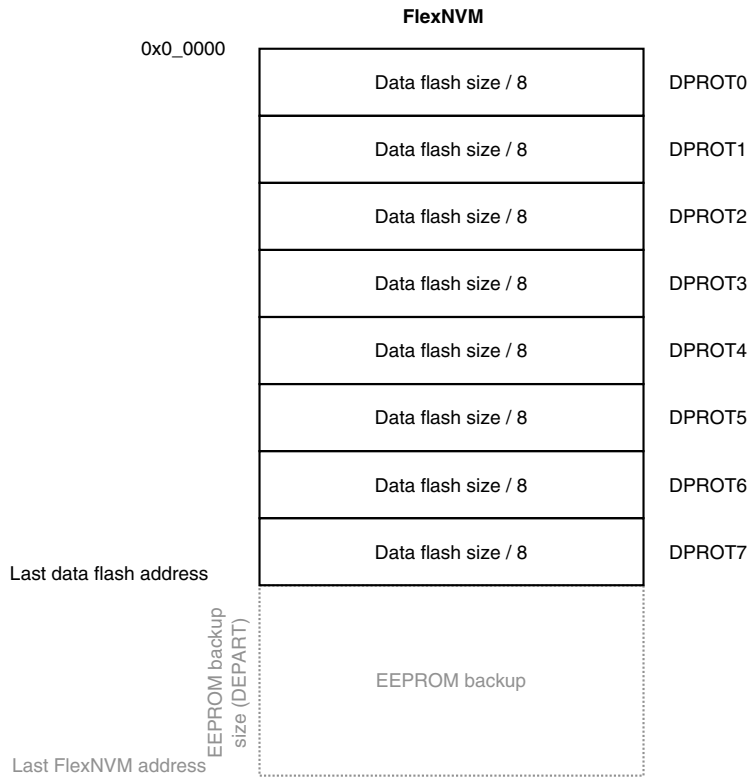 FlexNVM
0x0_0000
Data flash size / 8 DPROT0
Data flash size / 8 DPROT1
Data flash size / 8 DPROT2
Data flash size / 8 DPROT3
Data flash size / 8 DPROT4
Data flash size / 8 DPROT5
Data flash size / 8 DPROT6
Data flash size / 8 DPROT7
Last data flash address
EEPROM backup
size (DEPART)
EEPROM backup
Last FlexNVM address